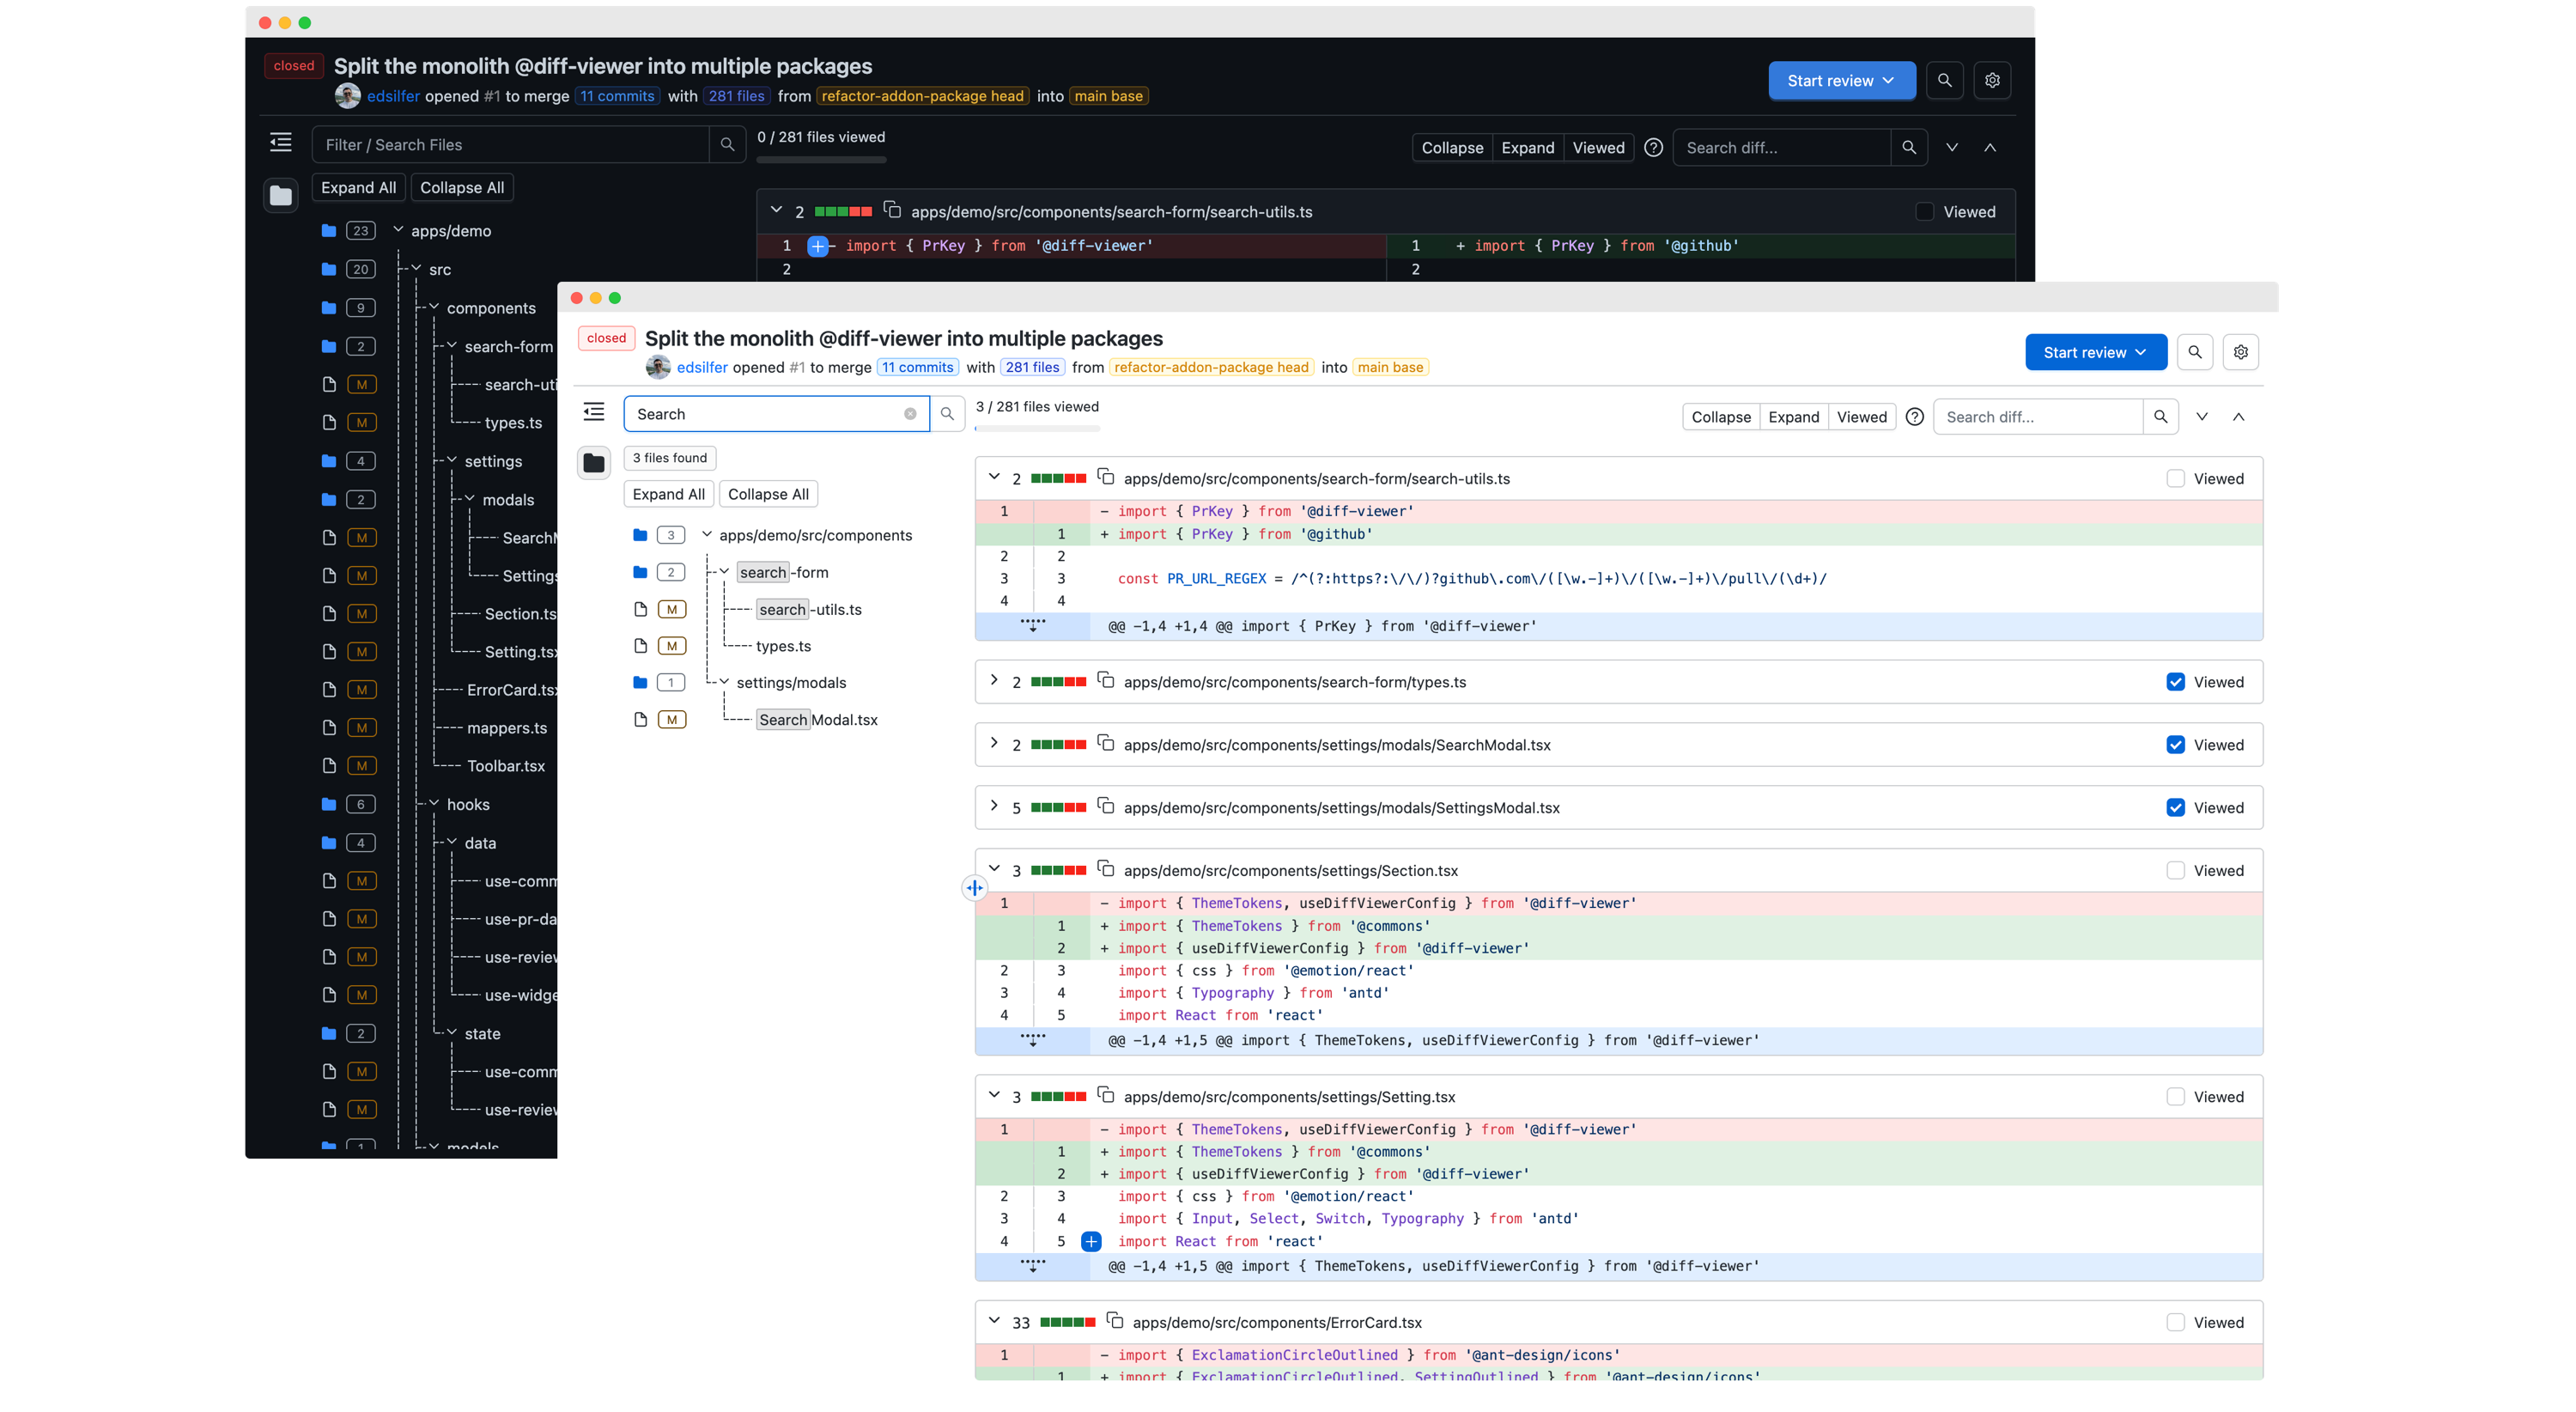 closed Split the monolith @diff-viewer into multiple packages
edsilfer opened #1 to merge 11 commits with 281 files from refactor-addon-package head into main base
Start review
Filter / Search Files
0 / 281 files viewed
Collapse Expand Viewed
Search diff...
Expand All Collapse All
23 apps/demo
20 src
9 components
2 search-form
M search-uti
M types.ts
4 settings
2 modals
M SearchM
M Settings
M Section.ts
M Setting.tsx
M ErrorCard.tsx
M mappers.ts
M Toolbar.tsx
6 hooks
4 data
M use-comm
M use-pr-da
M use-review
M use-widge
2 state
M use-comm
M use-review
1 models
2 apps/demo/src/components/search-form/search-utils.ts Viewed
1 - import { PrKey } from '@diff-viewer' 1 + import { PrKey } from '@github'
2 2
closed Split the monolith @diff-viewer into multiple packages
edsilfer opened #1 to merge 11 commits with 281 files from refactor-addon-package head into main base
Start review
Search
3 / 281 files viewed
Collapse Expand Viewed
Search diff...
3 files found
Expand All Collapse All
3 apps/demo/src/components
2 search-form
M search-utils.ts
M types.ts
1 settings/modals
M SearchModal.tsx
2 apps/demo/src/components/search-form/search-utils.ts Viewed
1 - import { PrKey } from '@diff-viewer'
1 + import { PrKey } from '@github'
2 2
3 3 const PR_URL_REGEX = /^(?:https?:\/\/)?github\.com\/([\w.-]+)\/([\w.-]+)\/pull\/(\d+)/
4 4
@@ -1,4 +1,4 @@ import { PrKey } from '@diff-viewer'
2 apps/demo/src/components/search-form/types.ts Viewed
2 apps/demo/src/components/settings/modals/SearchModal.tsx Viewed
5 apps/demo/src/components/settings/modals/SettingsModal.tsx Viewed
3 apps/demo/src/components/settings/Section.tsx Viewed
1 - import { ThemeTokens, useDiffViewerConfig } from '@diff-viewer'
1 + import { ThemeTokens } from '@commons'
2 + import { useDiffViewerConfig } from '@diff-viewer'
2 3 import { css } from '@emotion/react'
3 4 import { Typography } from 'antd'
4 5 import React from 'react'
@@ -1,4 +1,5 @@ import { ThemeTokens, useDiffViewerConfig } from '@diff-viewer'
3 apps/demo/src/components/settings/Setting.tsx Viewed
1 - import { ThemeTokens, useDiffViewerConfig } from '@diff-viewer'
1 + import { ThemeTokens } from '@commons'
2 + import { useDiffViewerConfig } from '@diff-viewer'
2 3 import { css } from '@emotion/react'
3 4 import { Input, Select, Switch, Typography } from 'antd'
4 5 import React from 'react'
@@ -1,4 +1,5 @@ import { ThemeTokens, useDiffViewerConfig } from '@diff-viewer'
33 apps/demo/src/components/ErrorCard.tsx Viewed
1 - import { ExclamationCircleOutlined } from '@ant-design/icons'
1 + import { ExclamationCircleOutlined, SettingOutlined } from '@ant-design/icons'